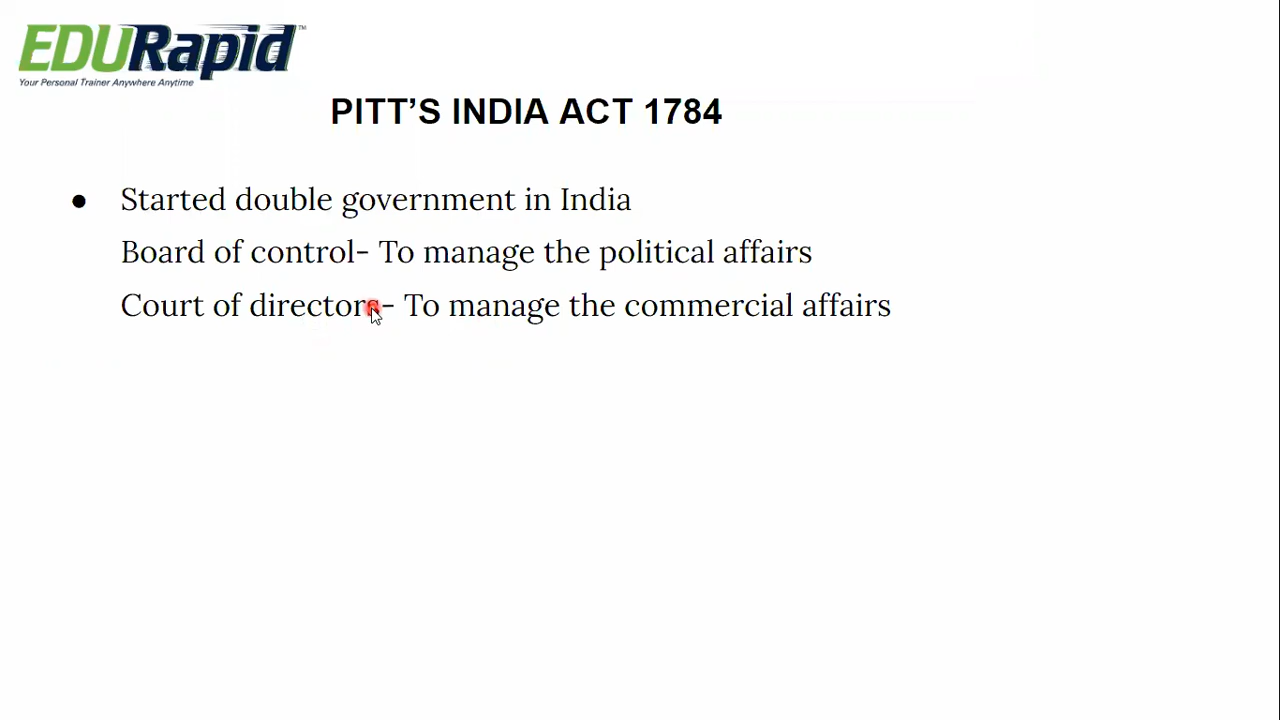 EDURapid™
Your Personal Trainer Anywhere Anytime
PITT’S INDIA ACT 1784
● Started double government in India
Board of control- To manage the political affairs
Court of directors- To manage the commercial affairs